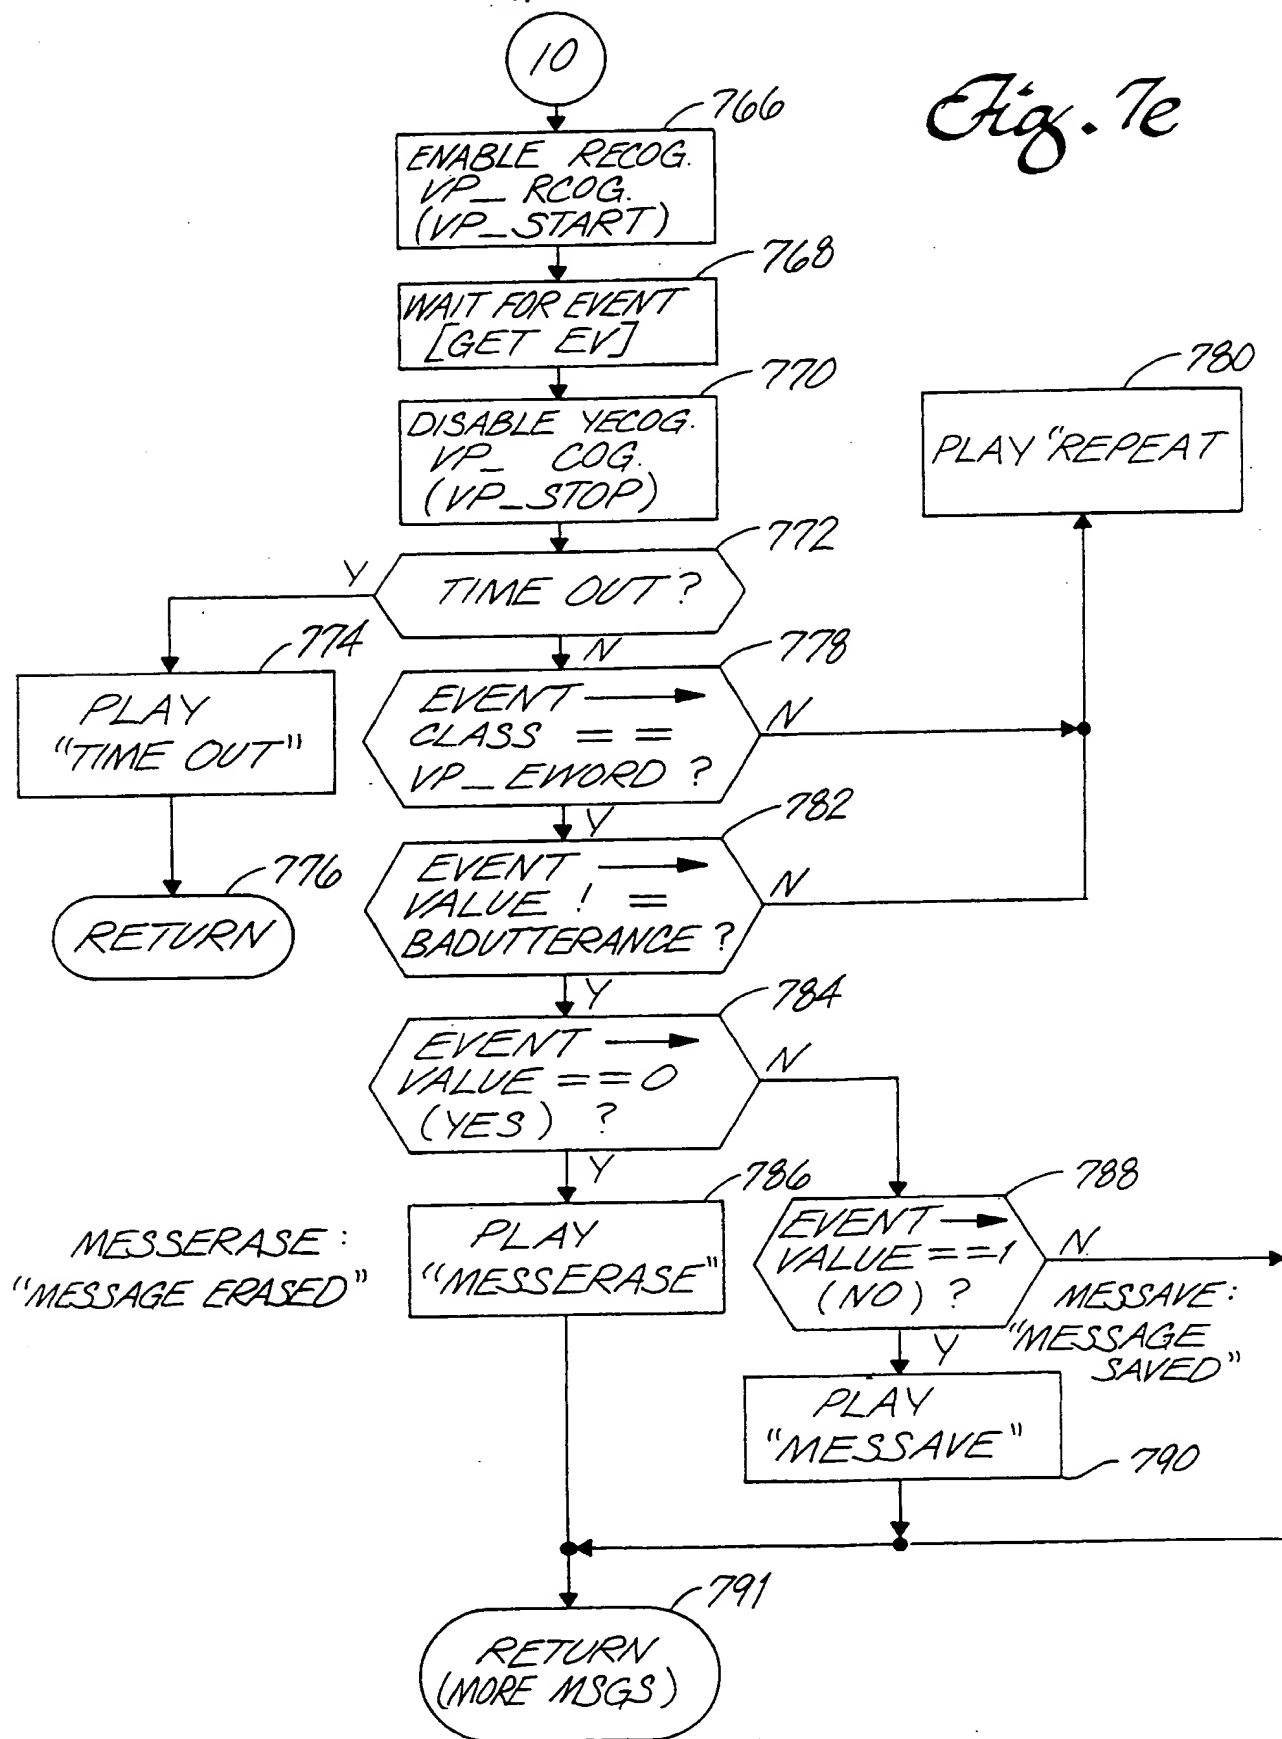 10
Fig. 7e
766
ENABLE RECOG.
VP_ RCOG.
(VP_START)
768
WAIT FOR EVENT
[GET EV]
770
DISABLE YECOG.
VP_ COG.
(VP_STOP)
780
PLAY "REPEAT
772
TIME OUT?
Y
N
774
PLAY
"TIME OUT"
776
RETURN
778
EVENT
CLASS = =
VP_EWORD ?
N
Y
782
EVENT
VALUE ! =
BADUTTERANCE ?
N
Y
784
EVENT
VALUE == 0
(YES) ?
N
Y
MESSERASE :
"MESSAGE ERASED"
786
PLAY
"MESSERASE"
788
EVENT
VALUE == 1
(NO) ?
N
Y
MESSAVE:
"MESSAGE
SAVED"
PLAY
"MESSAVE"
790
791
RETURN
(MORE MSGS)